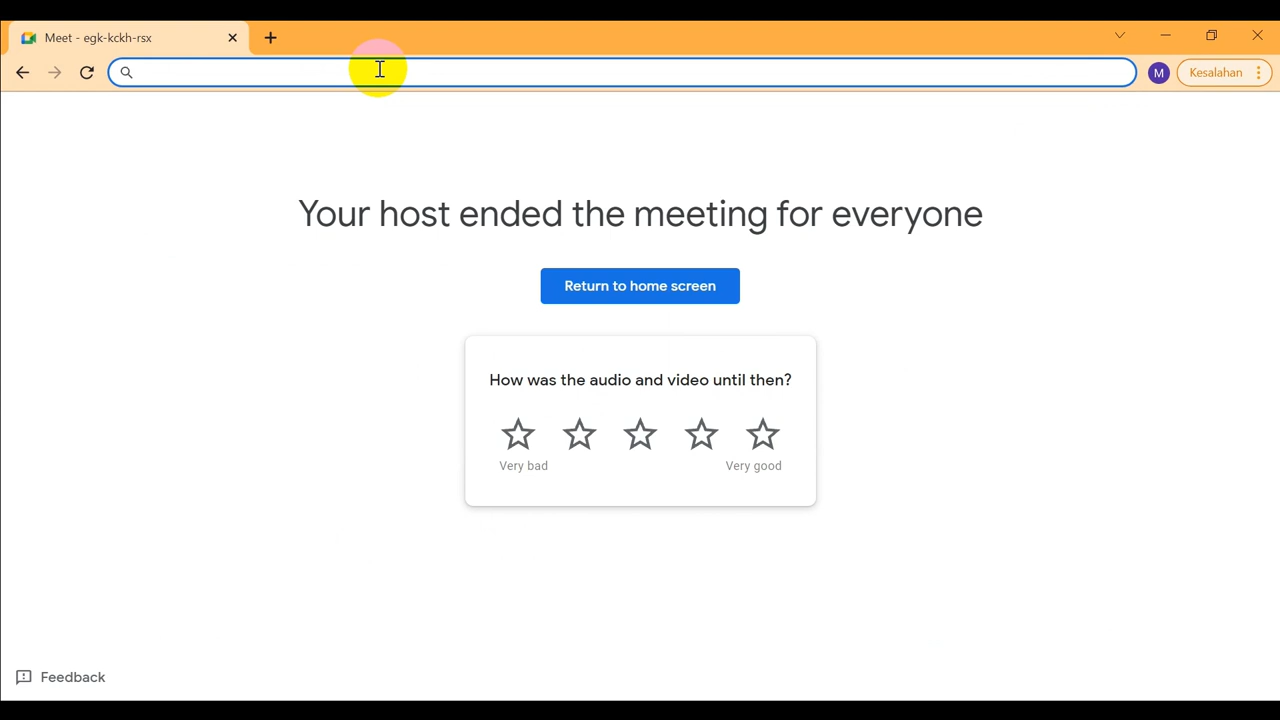 Meet - egk-kckh-rsx
M
Kesalahan
Your host ended the meeting for everyone
Return to home screen
How was the audio and video until then?
Very bad
Very good
Feedback